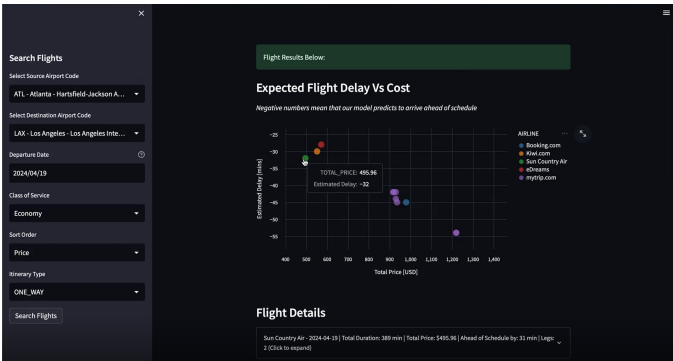 Search Flights
Select Source Airport Code
ATL - Atlanta - Hartsfield-Jackson A...
Select Destination Airport Code
LAX - Los Angeles - Los Angeles Inte...
Departure Date
2024/04/19
Class of Service
Economy
Sort Order
Price
Itinerary Type
ONE_WAY
Search Flights
Flight Results Below:
Expected Flight Delay Vs Cost
Negative numbers mean that our model predicts to arrive ahead of schedule
Estimated Delay [mins]
−25
−30
−35
−40
−45
−50
−55
TOTAL_PRICE: 495.96
Estimated Delay: −32
400 500 600 700 800 900 1,000 1,100 1,200 1,300 1,400
Total Price [USD]
AIRLINE
Booking.com
Kiwi.com
Sun Country Air
eDreams
mytrip.com
Flight Details
Sun Country Air - 2024-04-19 | Total Duration: 389 min | Total Price: $495.96 | Ahead of Schedule by: 31 min | Legs:
2 (Click to expand)